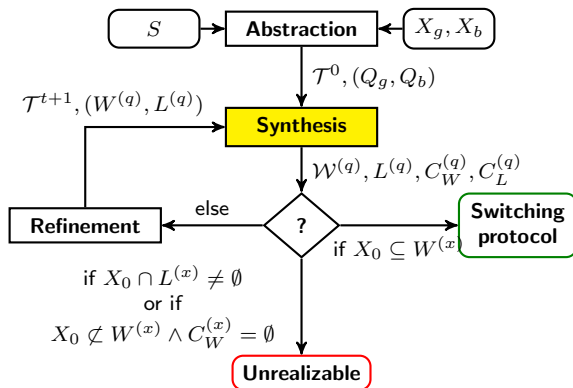 S
Abstraction
X_g, X_b
𝒯^0, (Q_g, Q_b)
𝒯^{t+1}, (W^{(q)}, L^{(q)})
Synthesis
𝒲^{(q)}, L^{(q)}, C_W^{(q)}, C_L^{(q)}
Refinement
else
?
Switching
protocol
if X_0 ⊆ W^{(x)}
if X_0 ∩ L^{(x)} ≠ ∅
or if
X_0 ⊄ W^{(x)} ∧ C_W^{(x)} = ∅
Unrealizable